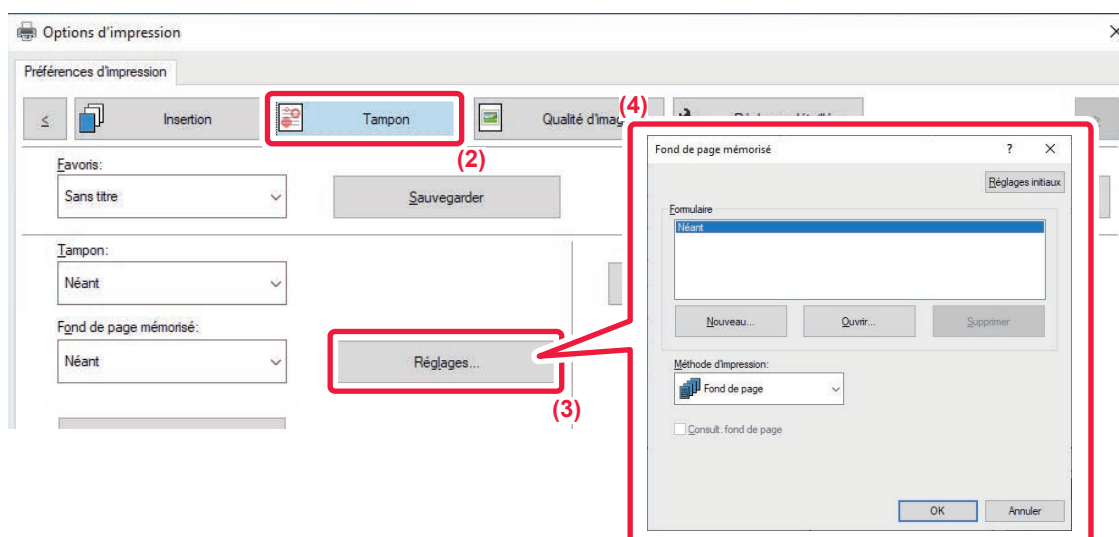 Options d'impression
Préférences d'impression
≤ Insertion Tampon Qualité d'imag
(4)
(2)
Favoris:
Sans titre Sauvegarder
Tampon:
Néant
Fond de page mémorisé:
Néant Réglages...
(3)
Fond de page mémorisé ? X
Réglages initiaux
Formulaire
Néant
Nouveau... Ouvrir... Supprimer
Méthode d'impression:
Fond de page
Consult. fond de page
OK Annuler